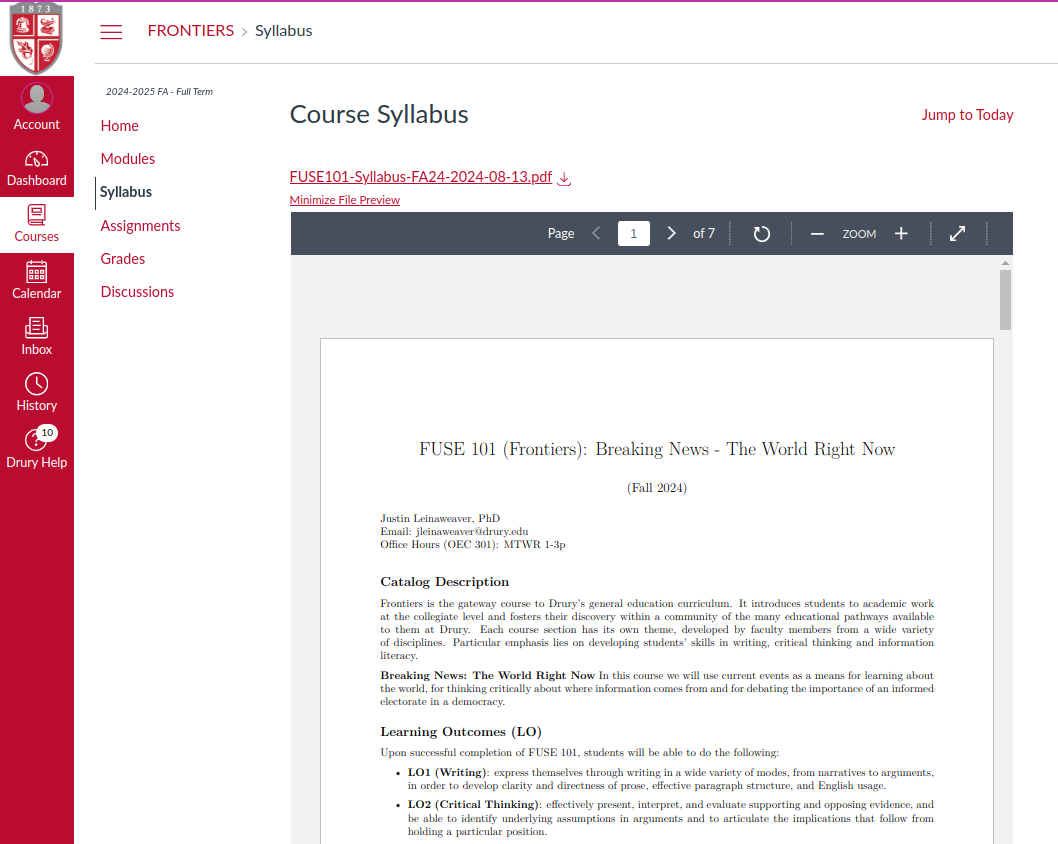 1873
FRONTIERS > Syllabus
Account
Dashboard
Courses
Calendar
Inbox
History
10
Drury Help
2024-2025 FA - Full Term
Home
Modules
Syllabus
Assignments
Grades
Discussions
Course Syllabus
Jump to Today
FUSE101-Syllabus-FA24-2024-08-13.pdf
Minimize File Preview
Page 1 of 7 ZOOM
FUSE 101 (Frontiers): Breaking News - The World Right Now
(Fall 2024)
Justin Leinaweaver, PhD
Email: jleinaweaver@drury.edu
Office Hours (OEC 301): MTWR 1-3p
Catalog Description
Frontiers is the gateway course to Drury's general education curriculum. It introduces students to academic work
at the collegiate level and fosters their discovery within a community of the many educational pathways available
to them at Drury. Each course section has its own theme, developed by faculty members from a wide variety
of disciplines. Particular emphasis lies on developing students' skills in writing, critical thinking and information
literacy.
Breaking News: The World Right Now In this course we will use current events as a means for learning about
the world, for thinking critically about where information comes from and for debating the importance of an informed
electorate in a democracy.
Learning Outcomes (LO)
Upon successful completion of FUSE 101, students will be able to do the following:
• LO1 (Writing): express themselves through writing in a wide variety of modes, from narratives to arguments,
in order to develop clarity and directness of prose, effective paragraph structure, and English usage.
• LO2 (Critical Thinking): effectively present, interpret, and evaluate supporting and opposing evidence, and
be able to identify underlying assumptions in arguments and to articulate the implications that follow from
holding a particular position.